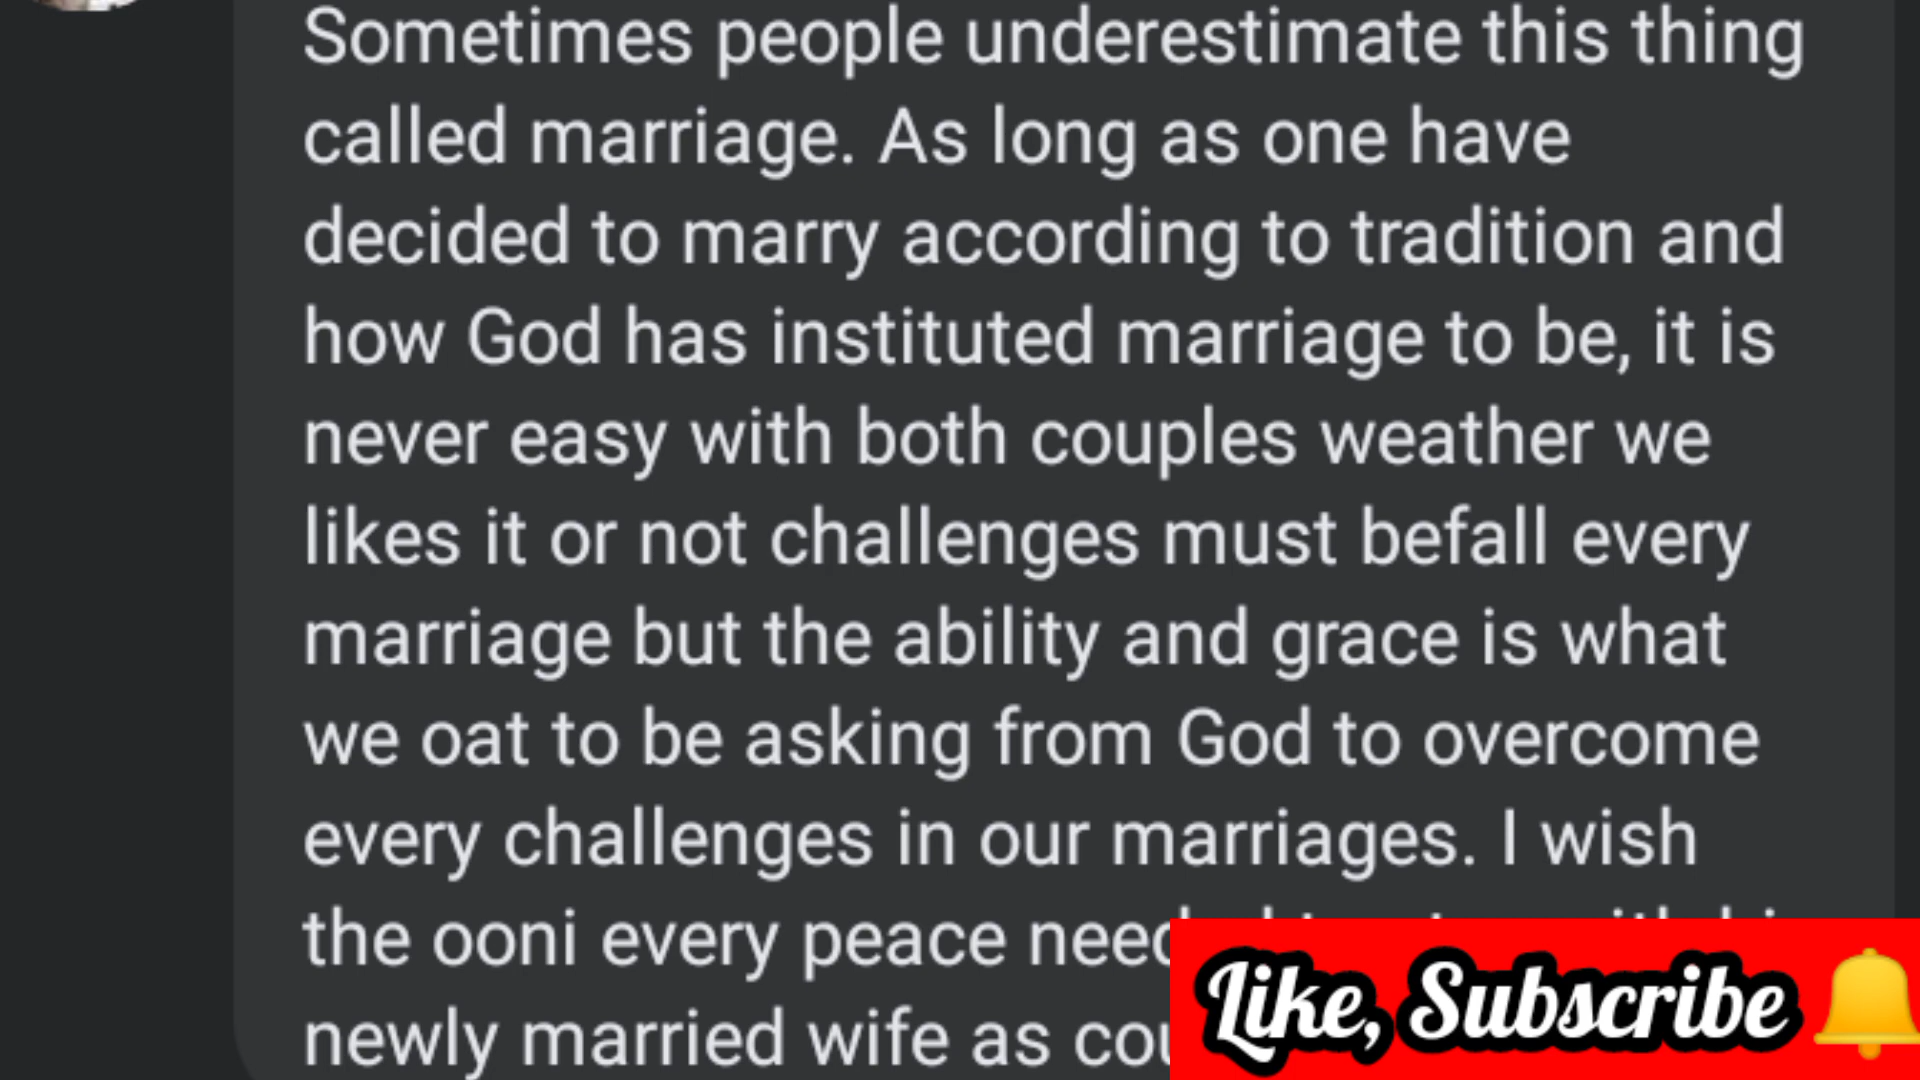 Sometimes people underestimate this thing
called marriage. As long as one have
decided to marry according to tradition and
how God has instituted marriage to be, it is
never easy with both couples weather we
likes it or not challenges must befall every
marriage but the ability and grace is what
we oat to be asking from God to overcome
every challenges in our marriages. I wish
the ooni every peace
newly married wife as
Like, Subscribe